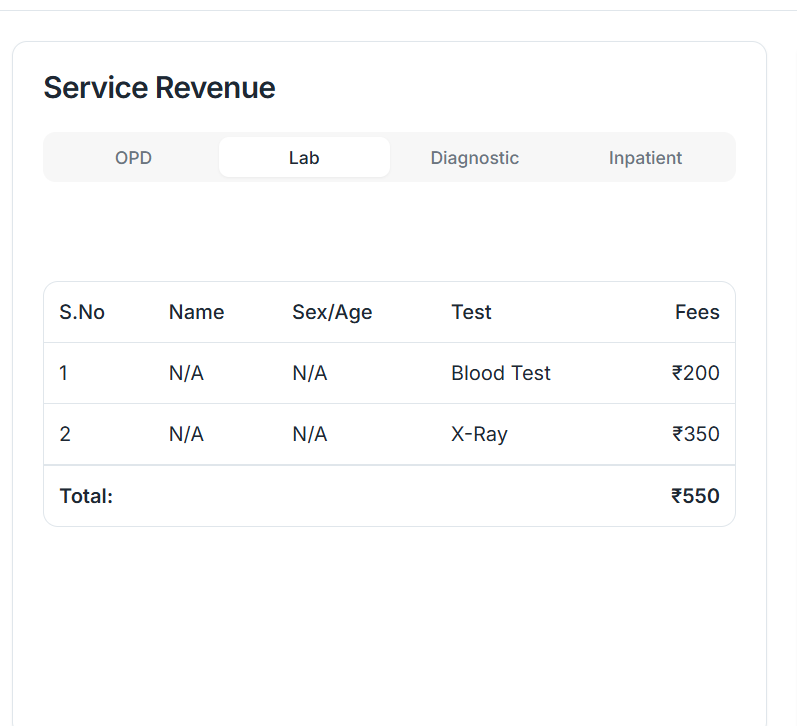 Service Revenue
OPD Lab Diagnostic Inpatient
S.No Name Sex/Age Test Fees
1 N/A N/A Blood Test ₹200
2 N/A N/A X-Ray ₹350
Total: ₹550